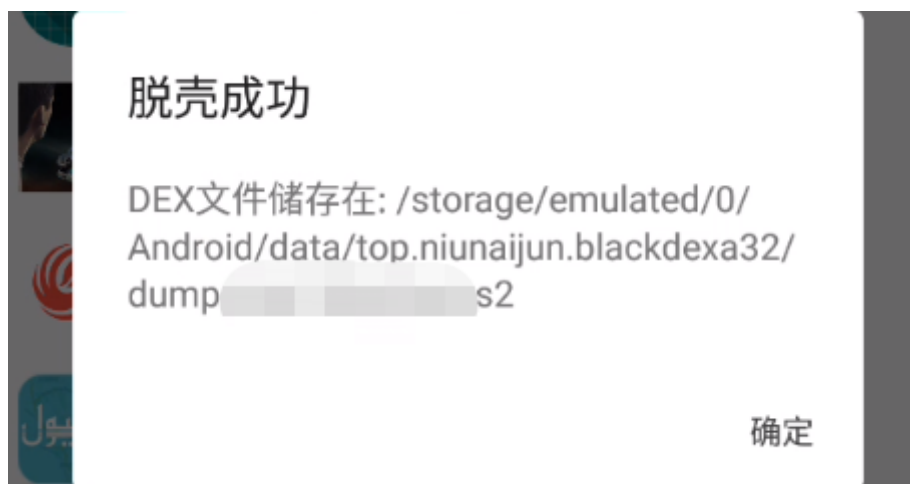 脱壳成功
DEX文件储存在: /storage/emulated/0/
Android/data/top.niunaijun.blackdexa32/
dump s2
确定